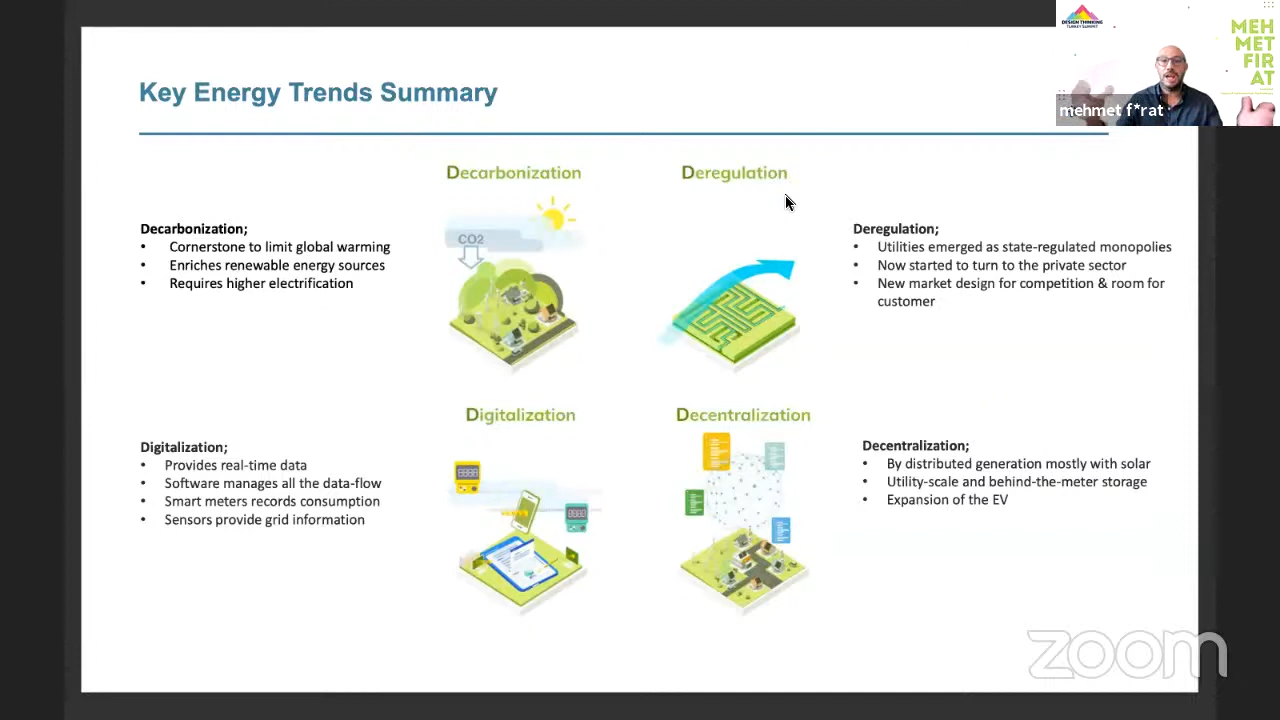 Key Energy Trends Summary
DESIGN THINKING
TURKEY SUMMIT
MEH
MET
FIR
AT
mehmet f*rat
Decarbonization
Deregulation
Decarbonization;
• Cornerstone to limit global warming
• Enriches renewable energy sources
• Requires higher electrification
CO2
Deregulation;
• Utilities emerged as state-regulated monopolies
• Now started to turn to the private sector
• New market design for competition & room for
customer
Digitalization
Decentralization
Digitalization;
• Provides real-time data
• Software manages all the data-flow
• Smart meters records consumption
• Sensors provide grid information
Decentralization;
• By distributed generation mostly with solar
• Utility-scale and behind-the-meter storage
• Expansion of the EV
zoom